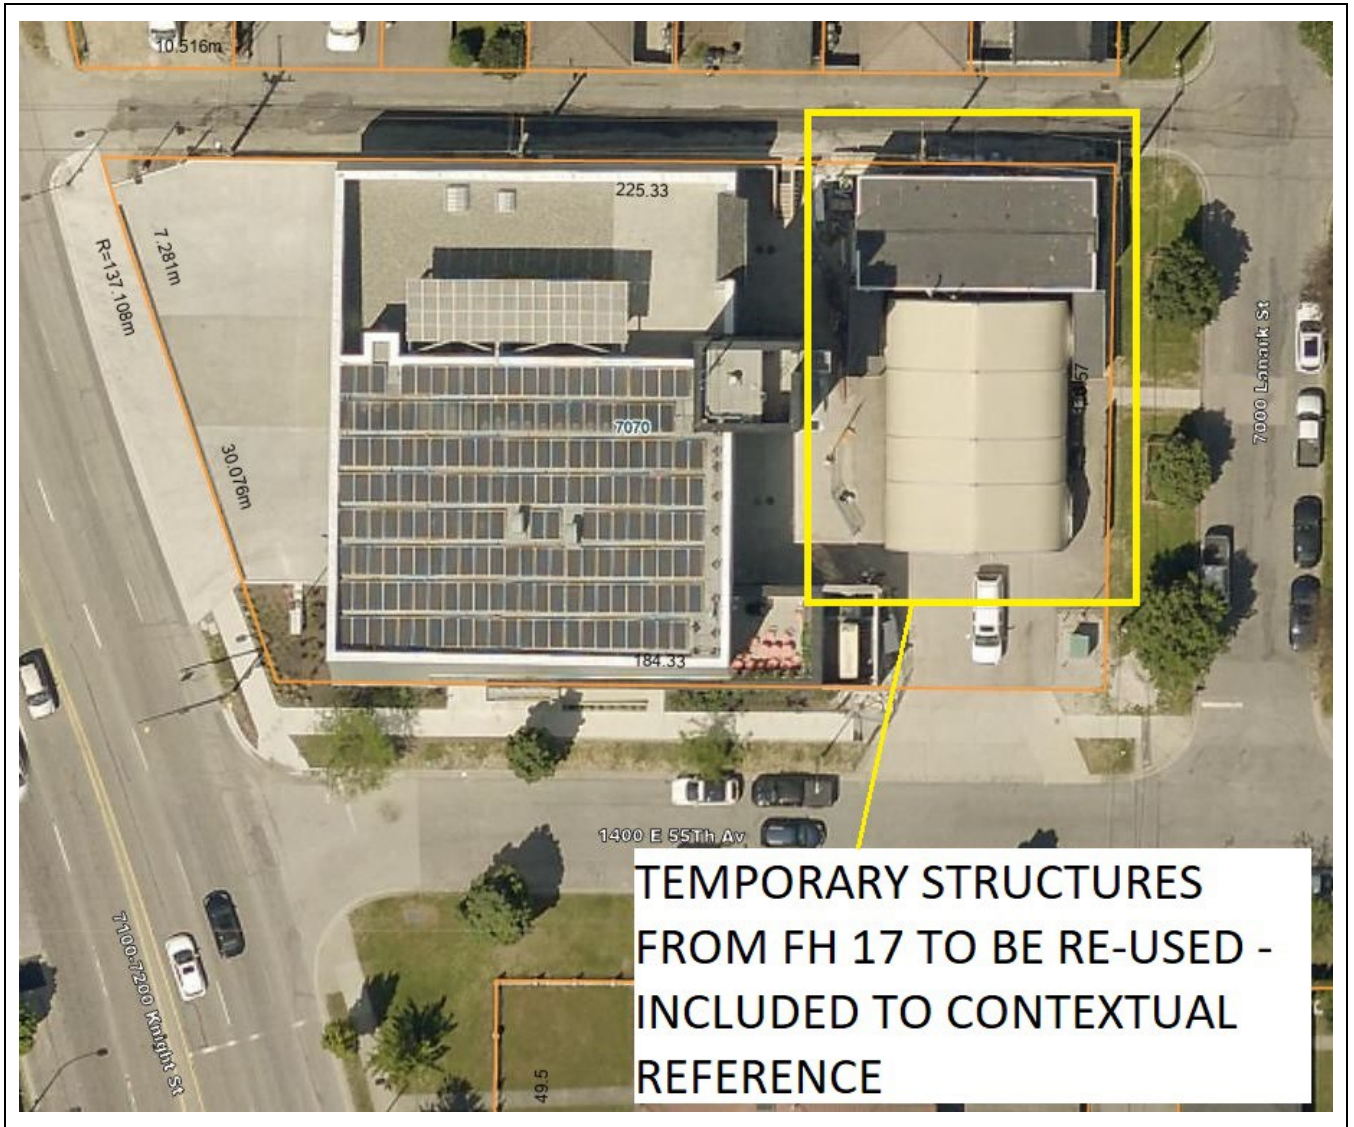 10.516m
225.33
7.281m
R=137.108m
7000 Lanark St
7070
30.076m
184.33
1400 E 55Th Av
TEMPORARY STRUCTURES
FROM FH 17 TO BE RE-USED -
INCLUDED TO CONTEXTUAL
REFERENCE
7100-7200 Knight St
49.5